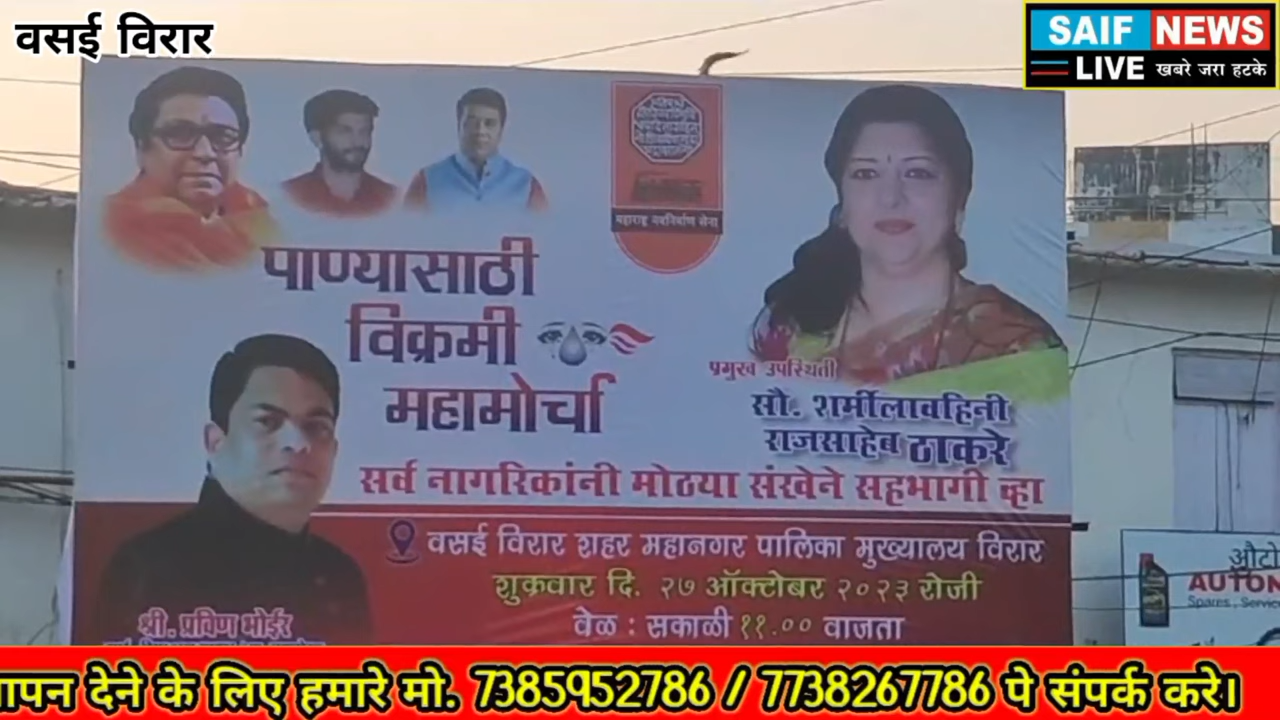 वसई विरार
SAIF NEWS
LIVE खबरे जरा हटके
महाराष्ट्र नवनिर्माण सेना
पाण्यासाठी
विक्रमी
महामोर्चा
प्रमुख उपस्थिती
सौ. शर्मीलावहिनी
राजसाहेब ठाकरे
सर्व नागरिकांनी मोठया संखेने सहभागी व्हा
वसई विरार शहर महानगर पालिका मुख्यालय विरार
शुक्रवार दि. २७ ऑक्टोबर २०२३ रोजी
वेळ : सकाळी ११.०० वाजता
श्री. प्रविण भोईर
औटो
AUTON
Spares, Service
ापन देने के लिए हमारे मो. 7385952786 / 7738267786 पे संपर्क करे।